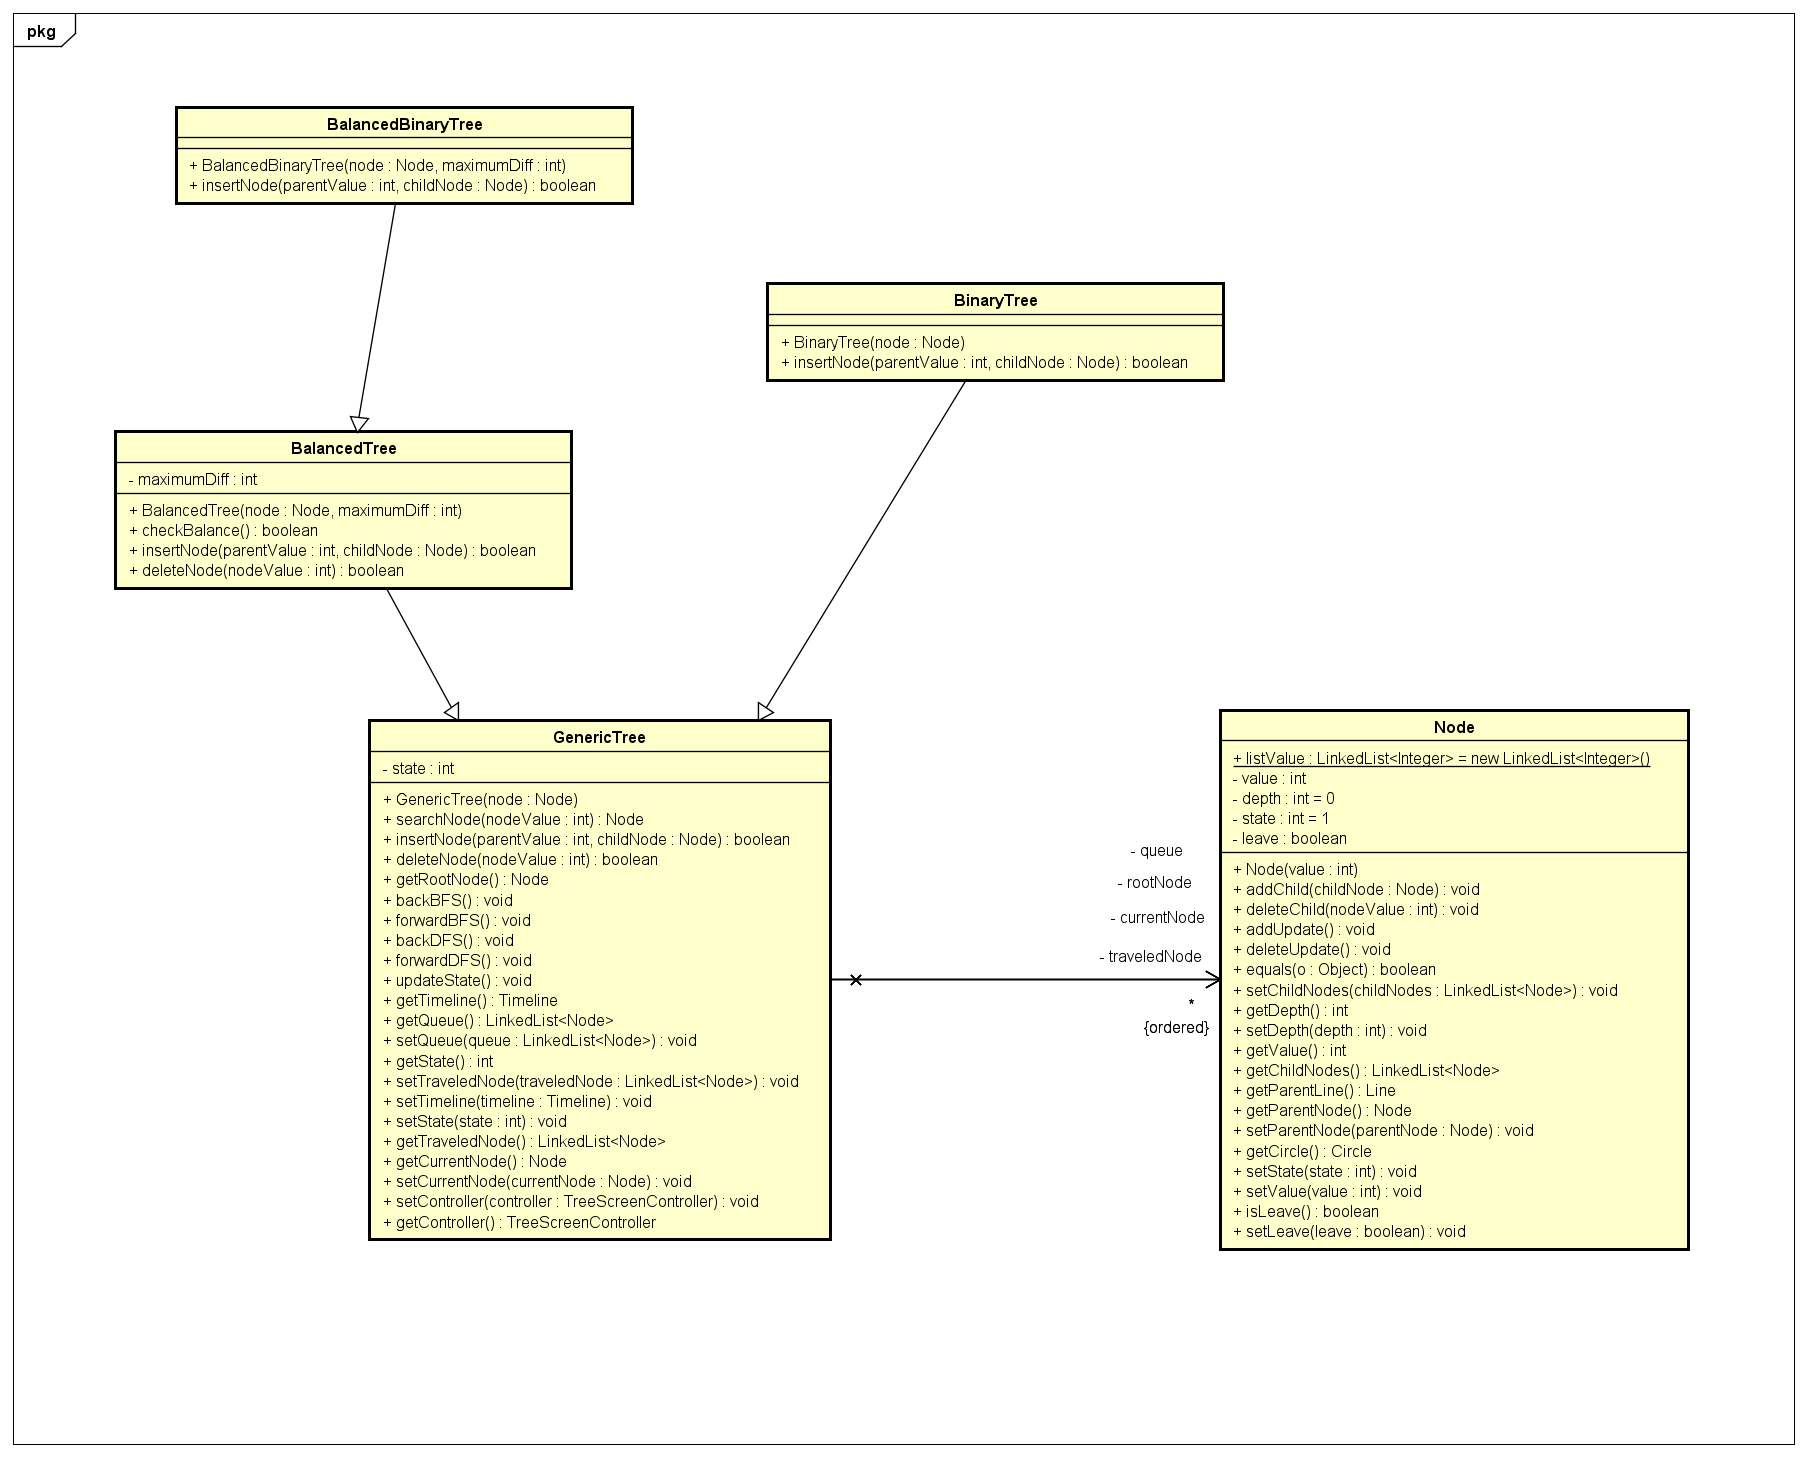 pkg
BalancedBinaryTree
+ BalancedBinaryTree(node : Node, maximumDiff : int)
+ insertNode(parentValue : int, childNode : Node) : boolean
BinaryTree
+ BinaryTree(node : Node)
+ insertNode(parentValue : int, childNode : Node) : boolean
BalancedTree
- maximumDiff : int
+ BalancedTree(node : Node, maximumDiff : int)
+ checkBalance() : boolean
+ insertNode(parentValue : int, childNode : Node) : boolean
+ deleteNode(nodeValue : int) : boolean
GenericTree
- state : int
+ GenericTree(node : Node)
+ searchNode(nodeValue : int) : Node
+ insertNode(parentValue : int, childNode : Node) : boolean
+ deleteNode(nodeValue : int) : boolean
+ getRootNode() : Node
+ backBFS() : void
+ forwardBFS() : void
+ backDFS() : void
+ forwardDFS() : void
+ updateState() : void
+ getTimeline() : Timeline
+ getQueue() : LinkedList<Node>
+ setQueue(queue : LinkedList<Node>) : void
+ getState() : int
+ setTraveledNode(traveledNode : LinkedList<Node>) : void
+ setTimeline(timeline : Timeline) : void
+ setState(state : int) : void
+ getTraveledNode() : LinkedList<Node>
+ getCurrentNode() : Node
+ setCurrentNode(currentNode : Node) : void
+ setController(controller : TreeScreenController) : void
+ getController() : TreeScreenController
- queue
- rootNode
- currentNode
- traveledNode
*
{ordered}
Node
+ listValue : LinkedList<Integer> = new LinkedList<Integer>()
- value : int
- depth : int = 0
- state : int = 1
- leave : boolean
+ Node(value : int)
+ addChild(childNode : Node) : void
+ deleteChild(nodeValue : int) : void
+ addUpdate() : void
+ deleteUpdate() : void
+ equals(o : Object) : boolean
+ setChildNodes(childNodes : LinkedList<Node>) : void
+ getDepth() : int
+ setDepth(depth : int) : void
+ getValue() : int
+ getChildNodes() : LinkedList<Node>
+ getParentLine() : Line
+ getParentNode() : Node
+ setParentNode(parentNode : Node) : void
+ getCircle() : Circle
+ setState(state : int) : void
+ setValue(value : int) : void
+ isLeave() : boolean
+ setLeave(leave : boolean) : void